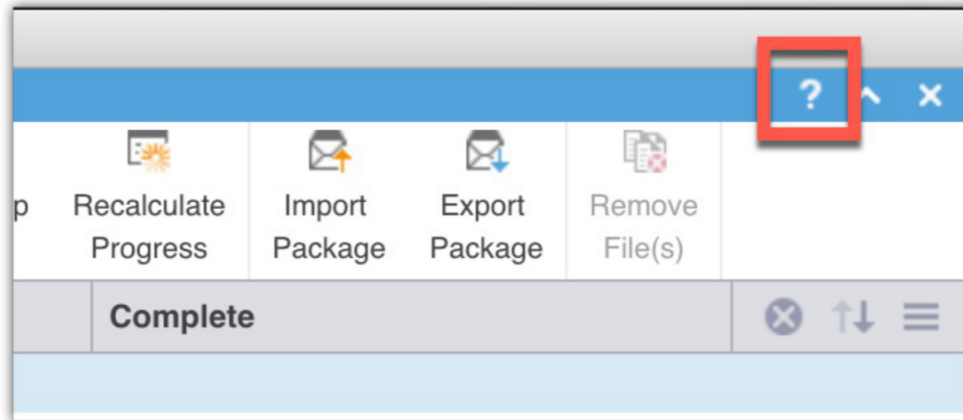 ?
p
Recalculate
Progress
Import
Package
Export
Package
Remove
File(s)
Complete